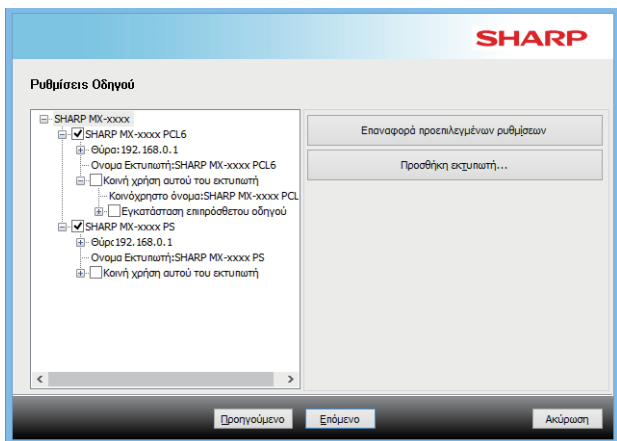 SHARP
Ρυθμίσεις Οδηγού
SHARP MX-xxxx
SHARP MX-xxxx PCL6
Θύρα:192.168.0.1
Ονομα Εκτυπωτή:SHARP MX-xxxx PCL6
Κοινή χρήση αυτού του εκτυπωτή
Κοινόχρηστο όνομα:SHARP MX-xxxx PCL
Εγκατάσταση επιπρόσθετου οδηγού
SHARP MX-xxxx PS
Θύρα:192.168.0.1
Ονομα Εκτυπωτή:SHARP MX-xxxx PS
Κοινή χρήση αυτού του εκτυπωτή
Επαναφορά προεπιλεγμένων ρυθμίσεων
Προσθήκη εκτυπωτή...
Προηγούμενο
Επόμενο
Ακύρωση